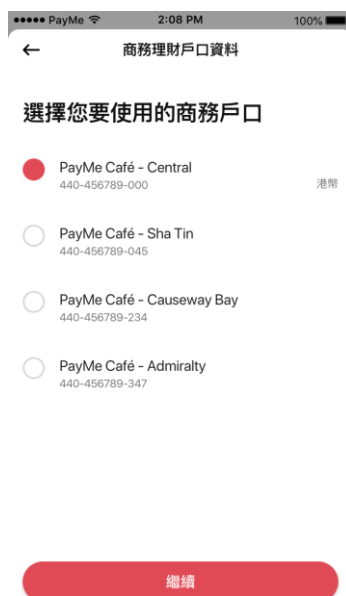 PayMe 2:08 PM 100%
商務理財戶口資料
選擇您要使用的商務戶口
PayMe Café - Central
440-456789-000 港幣
PayMe Café - Sha Tin
440-456789-045
PayMe Café - Causeway Bay
440-456789-234
PayMe Café - Admiralty
440-456789-347
繼續